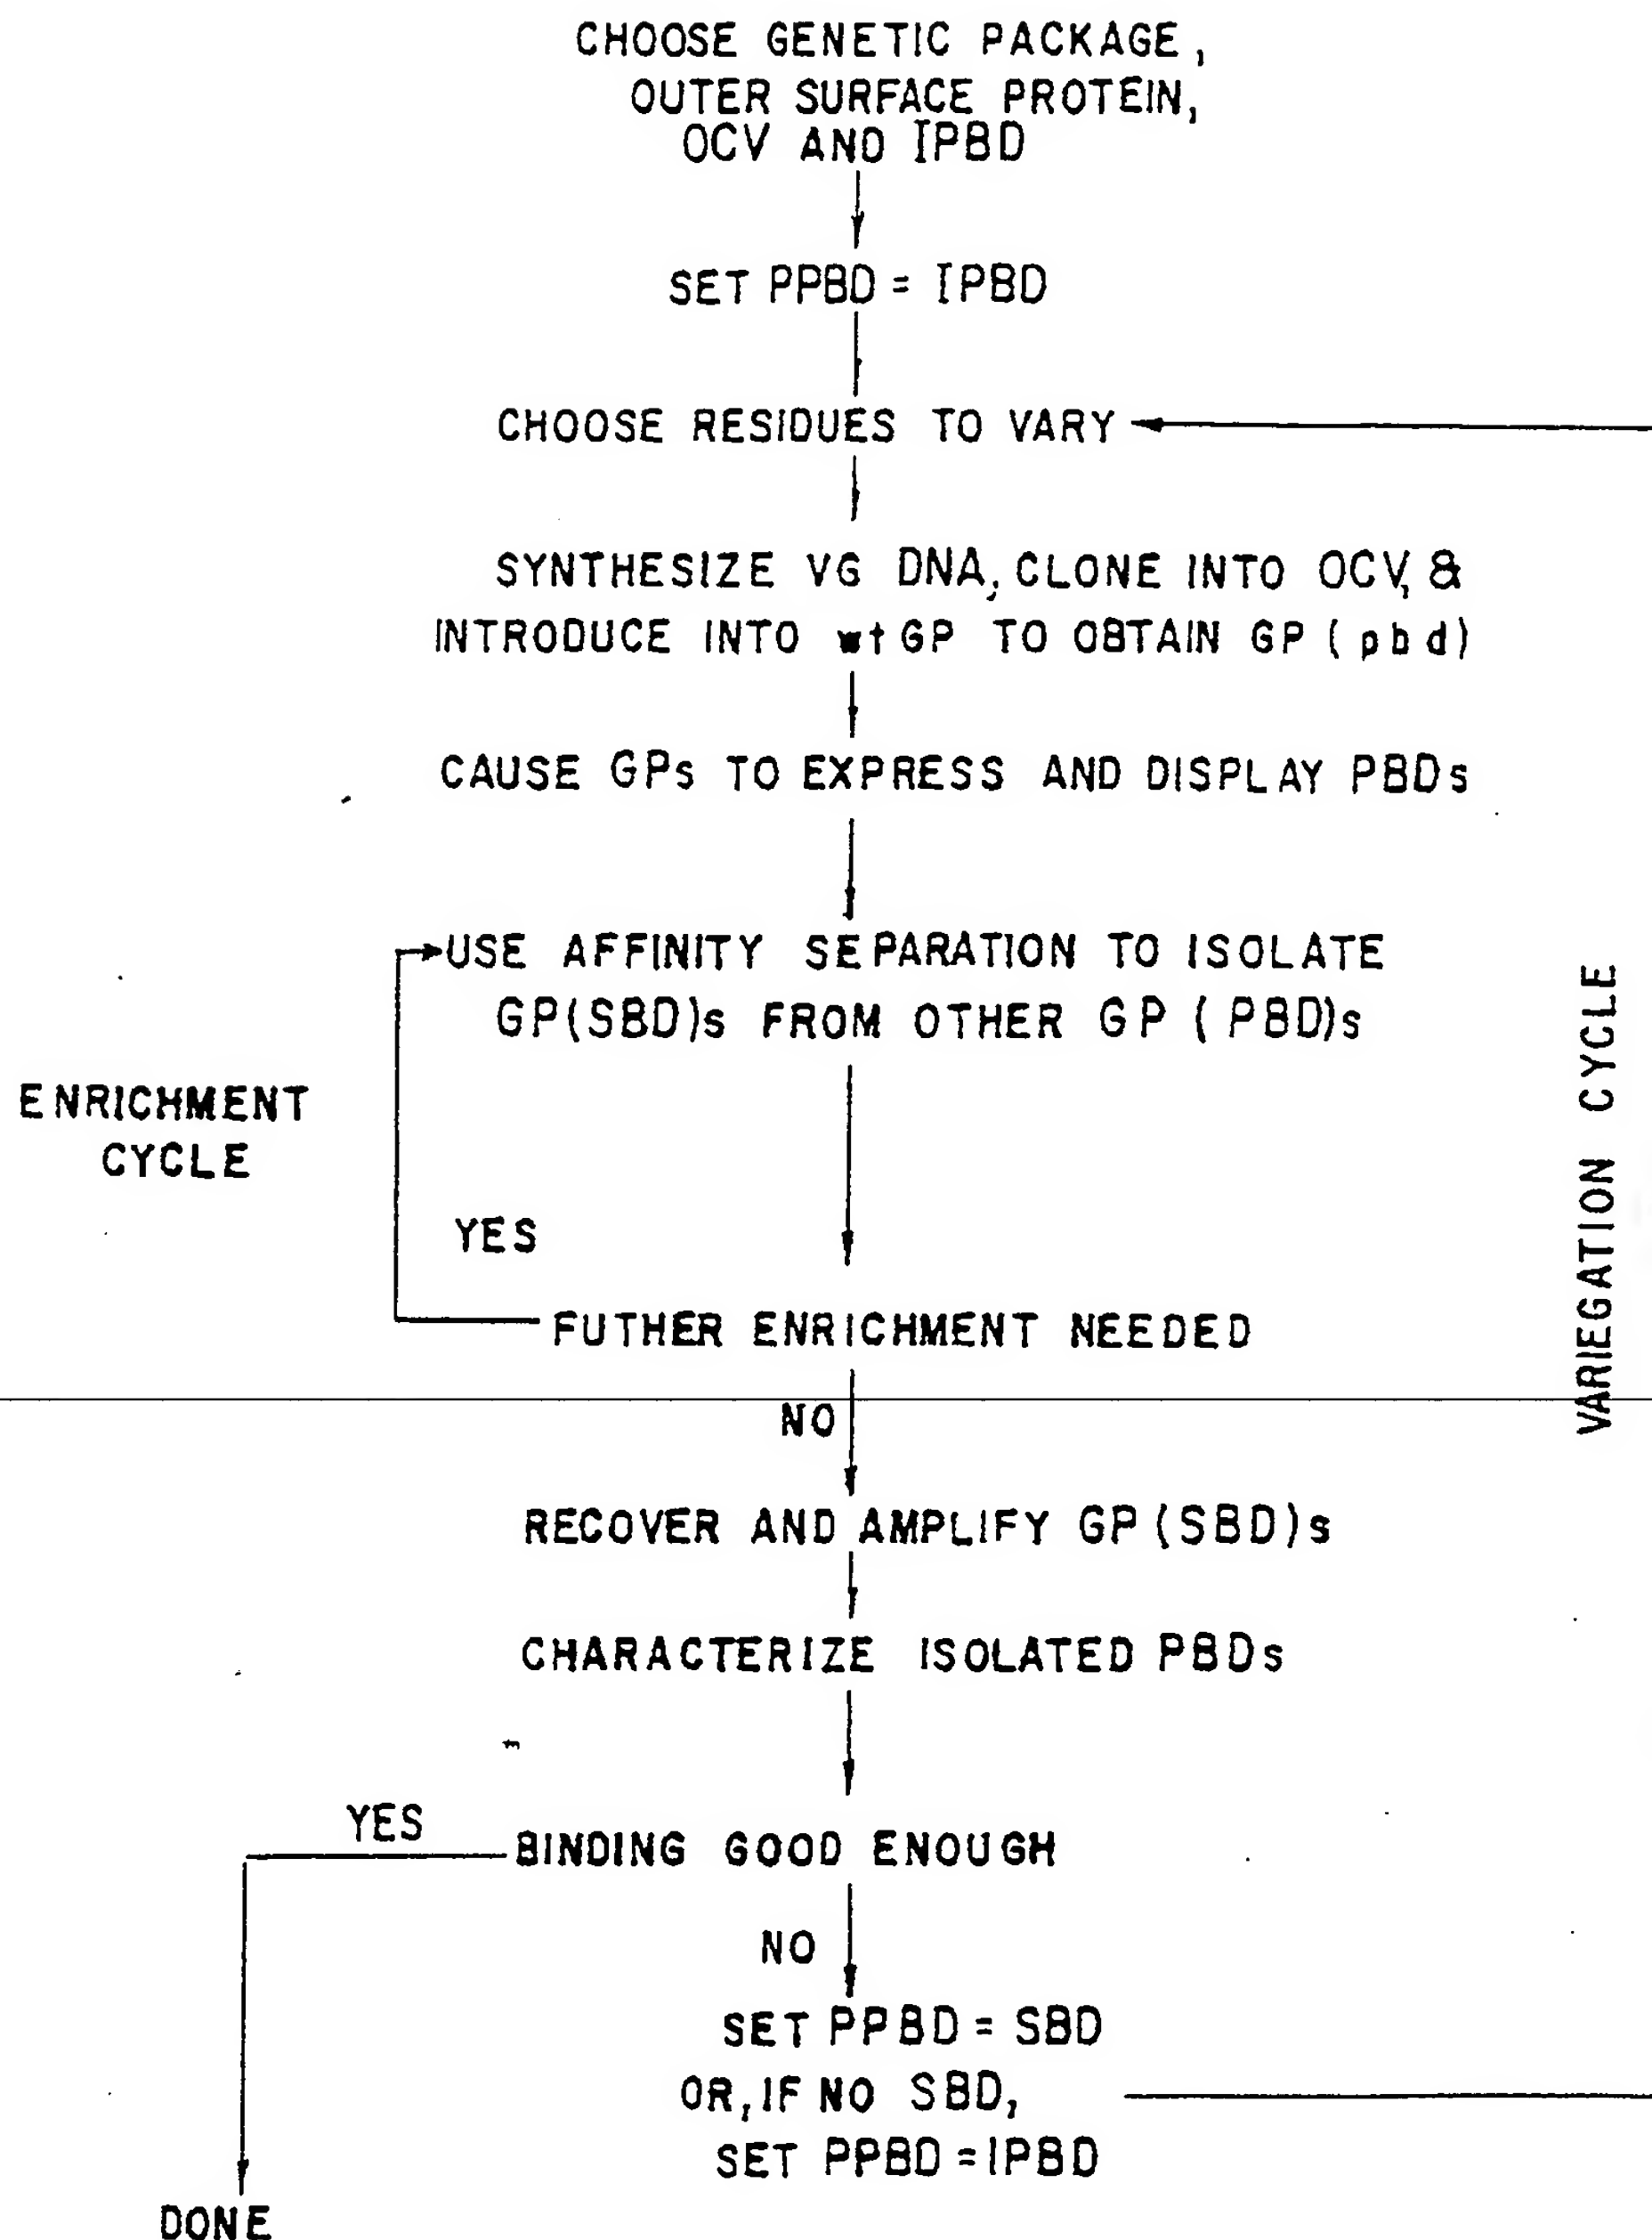 CHOOSE GENETIC PACKAGE,
OUTER SURFACE PROTEIN,
OCV AND IPBD
SET PPBD = IPBD
CHOOSE RESIDUES TO VARY
SYNTHESIZE VG DNA, CLONE INTO OCV, &
INTRODUCE INTO wt GP TO OBTAIN GP (pbd)
CAUSE GPs TO EXPRESS AND DISPLAY PBDs
USE AFFINITY SEPARATION TO ISOLATE
GP(SBD)s FROM OTHER GP (PBD)s
ENRICHMENT
CYCLE
VARIEGATION CYCLE
YES
FUTHER ENRICHMENT NEEDED
NO
RECOVER AND AMPLIFY GP(SBD)s
CHARACTERIZE ISOLATED PBDs
YES
BINDING GOOD ENOUGH
NO
SET PPBD = SBD
OR, IF NO SBD,
SET PPBD = IPBD
DONE